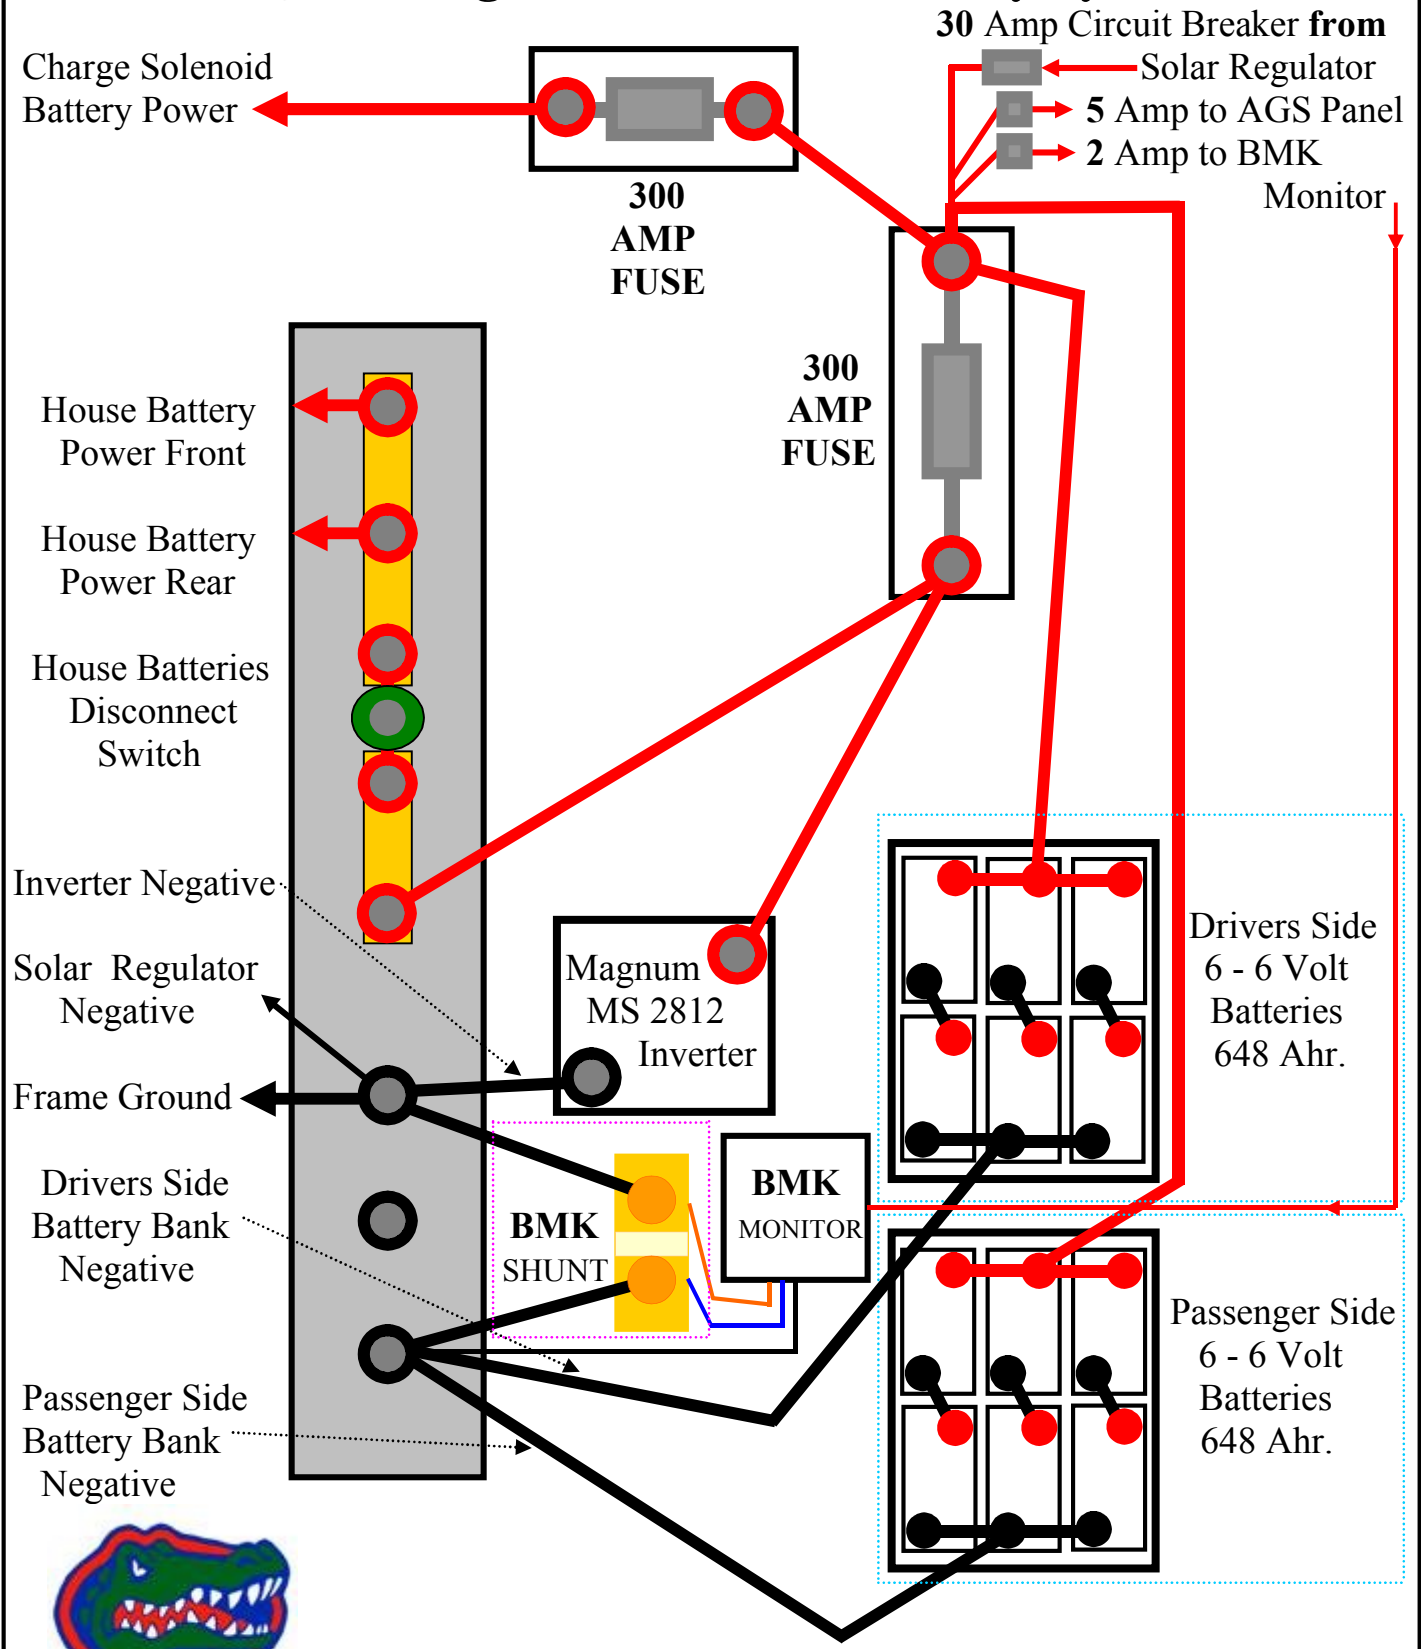 30 Amp Circuit Breaker from
Solar Regulator
5 Amp to AGS Panel
2 Amp to BMK
Monitor
Charge Solenoid
Battery Power
300
AMP
FUSE
300
AMP
FUSE
House Battery
Power Front
House Battery
Power Rear
House Batteries
Disconnect
Switch
Inverter Negative
Solar Regulator
Negative
Frame Ground
Drivers Side
Battery Bank
Negative
Passenger Side
Battery Bank
Negative
Magnum
MS 2812
Inverter
BMK
SHUNT
BMK
MONITOR
Drivers Side
6 - 6 Volt
Batteries
648 Ahr.
Passenger Side
6 - 6 Volt
Batteries
648 Ahr.